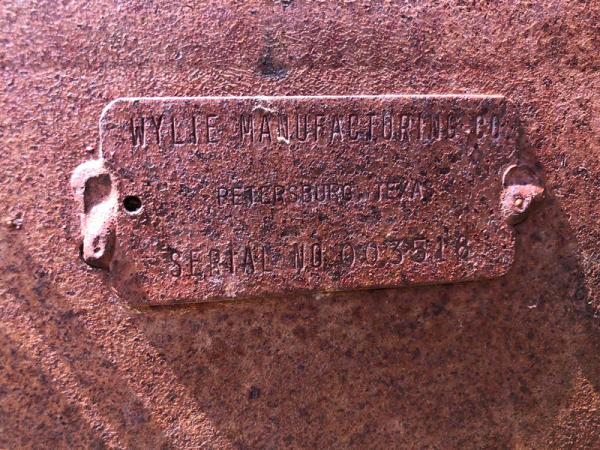 WYLIE MANUFACTURING CO.
PETERSBURG, TEXAS
SERIAL NO. 003518